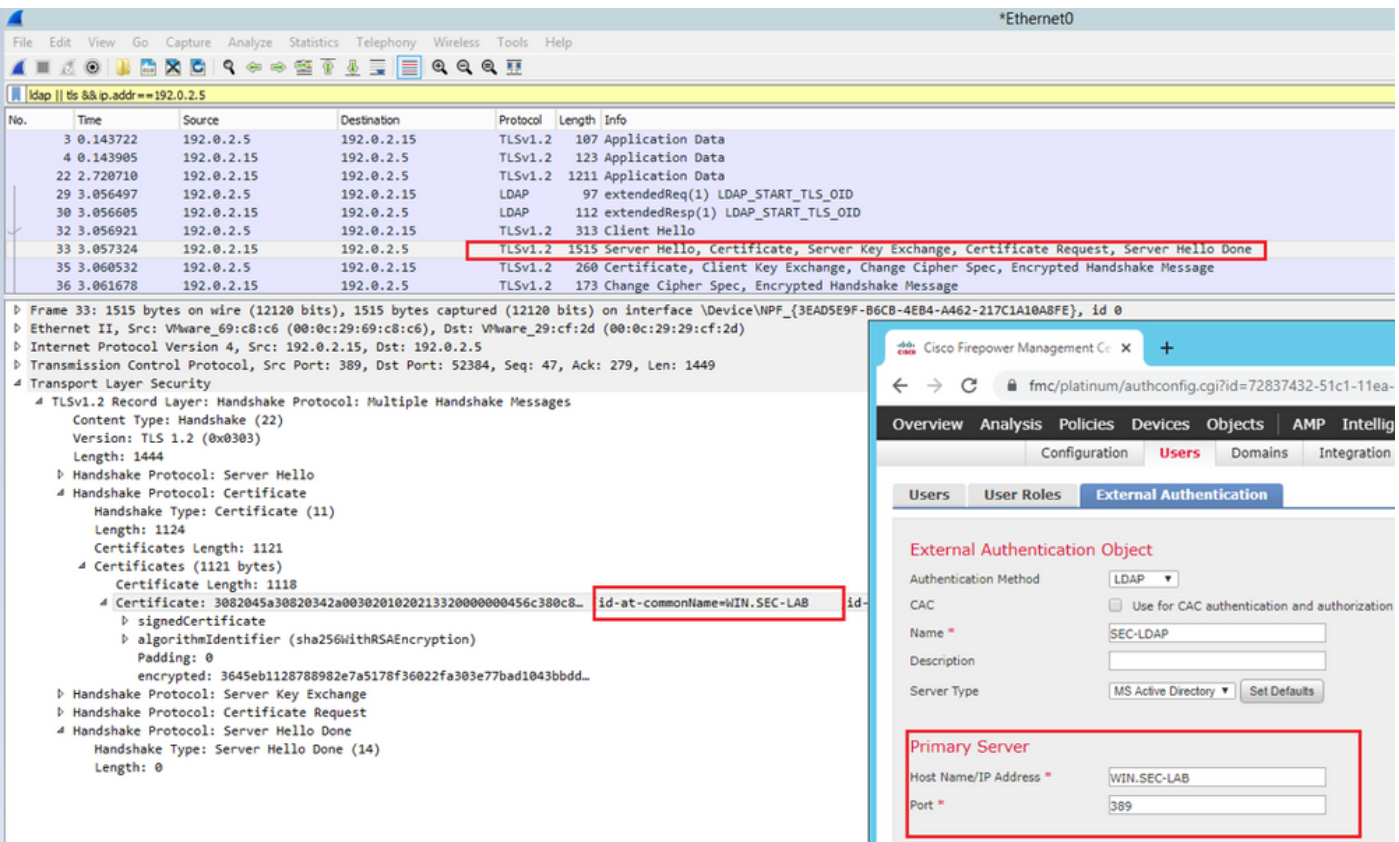 *Ethernet0
File Edit View Go Capture Analyze Statistics Telephony Wireless Tools Help
ldap || tls && ip.addr==192.0.2.5
No. Time Source Destination Protocol Length Info
3 0.143722 192.0.2.5 192.0.2.15 TLSv1.2 107 Application Data
4 0.143905 192.0.2.15 192.0.2.5 TLSv1.2 123 Application Data
22 2.720710 192.0.2.15 192.0.2.5 TLSv1.2 1211 Application Data
29 3.056497 192.0.2.5 192.0.2.15 LDAP 97 extendedReq(1) LDAP_START_TLS_OID
30 3.056605 192.0.2.15 192.0.2.5 LDAP 112 extendedResp(1) LDAP_START_TLS_OID
32 3.056921 192.0.2.5 192.0.2.15 TLSv1.2 313 Client Hello
33 3.057324 192.0.2.15 192.0.2.5 TLSv1.2 1515 Server Hello, Certificate, Server Key Exchange, Certificate Request, Server Hello Done
35 3.060532 192.0.2.5 192.0.2.15 TLSv1.2 260 Certificate, Client Key Exchange, Change Cipher Spec, Encrypted Handshake Message
36 3.061678 192.0.2.15 192.0.2.5 TLSv1.2 173 Change Cipher Spec, Encrypted Handshake Message
Frame 33: 1515 bytes on wire (12120 bits), 1515 bytes captured (12120 bits) on interface \Device\NPF_{3EAD5E9F-B6CB-4EB4-A462-217C1A10A8FE}, id 0
Ethernet II, Src: VMware_69:c8:c6 (00:0c:29:69:c8:c6), Dst: VMware_29:cf:2d (00:0c:29:29:cf:2d)
Internet Protocol Version 4, Src: 192.0.2.15, Dst: 192.0.2.5
Transmission Control Protocol, Src Port: 389, Dst Port: 52384, Seq: 47, Ack: 279, Len: 1449
Transport Layer Security
TLSv1.2 Record Layer: Handshake Protocol: Multiple Handshake Messages
Content Type: Handshake (22)
Version: TLS 1.2 (0x0303)
Length: 1444
Handshake Protocol: Server Hello
Handshake Protocol: Certificate
Handshake Type: Certificate (11)
Length: 1124
Certificates Length: 1121
Certificates (1121 bytes)
Certificate Length: 1118
Certificate: 3082045a30820342a0030201020213320000000456c380c8… id-at-commonName=WIN.SEC-LAB id-
signedCertificate
algorithmIdentifier (sha256WithRSAEncryption)
Padding: 0
encrypted: 3645eb1128788982e7a5178f36022fa303e77bad1043bbdd…
Handshake Protocol: Server Key Exchange
Handshake Protocol: Certificate Request
Handshake Protocol: Server Hello Done
Handshake Type: Server Hello Done (14)
Length: 0
CISCO Cisco Firepower Management Ce
fmc/platinum/authconfig.cgi?id=72837432-51c1-11ea-
Overview Analysis Policies Devices Objects AMP Intellig
Configuration Users Domains Integration
Users User Roles External Authentication
External Authentication Object
Authentication Method LDAP
CAC Use for CAC authentication and authorization
Name * SEC-LDAP
Description
Server Type MS Active Directory Set Defaults
Primary Server
Host Name/IP Address * WIN.SEC-LAB
Port * 389